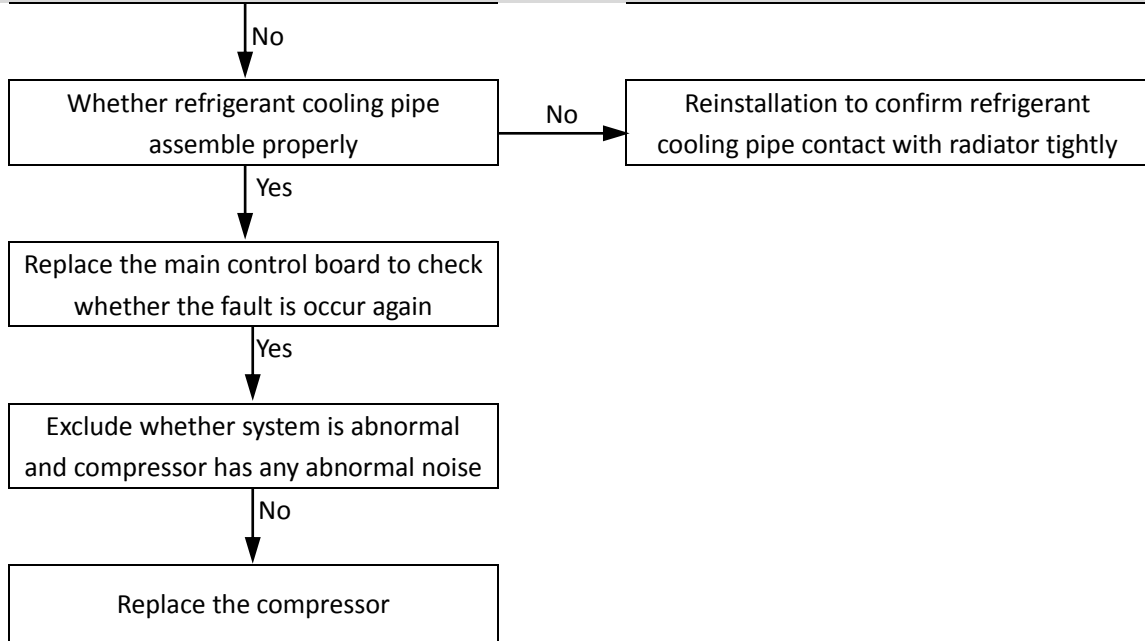 No
Whether refrigerant cooling pipe
assemble properly
No
Reinstallation to confirm refrigerant
cooling pipe contact with radiator tightly
Yes
Replace the main control board to check
whether the fault is occur again
Yes
Exclude whether system is abnormal
and compressor has any abnormal noise
No
Replace the compressor